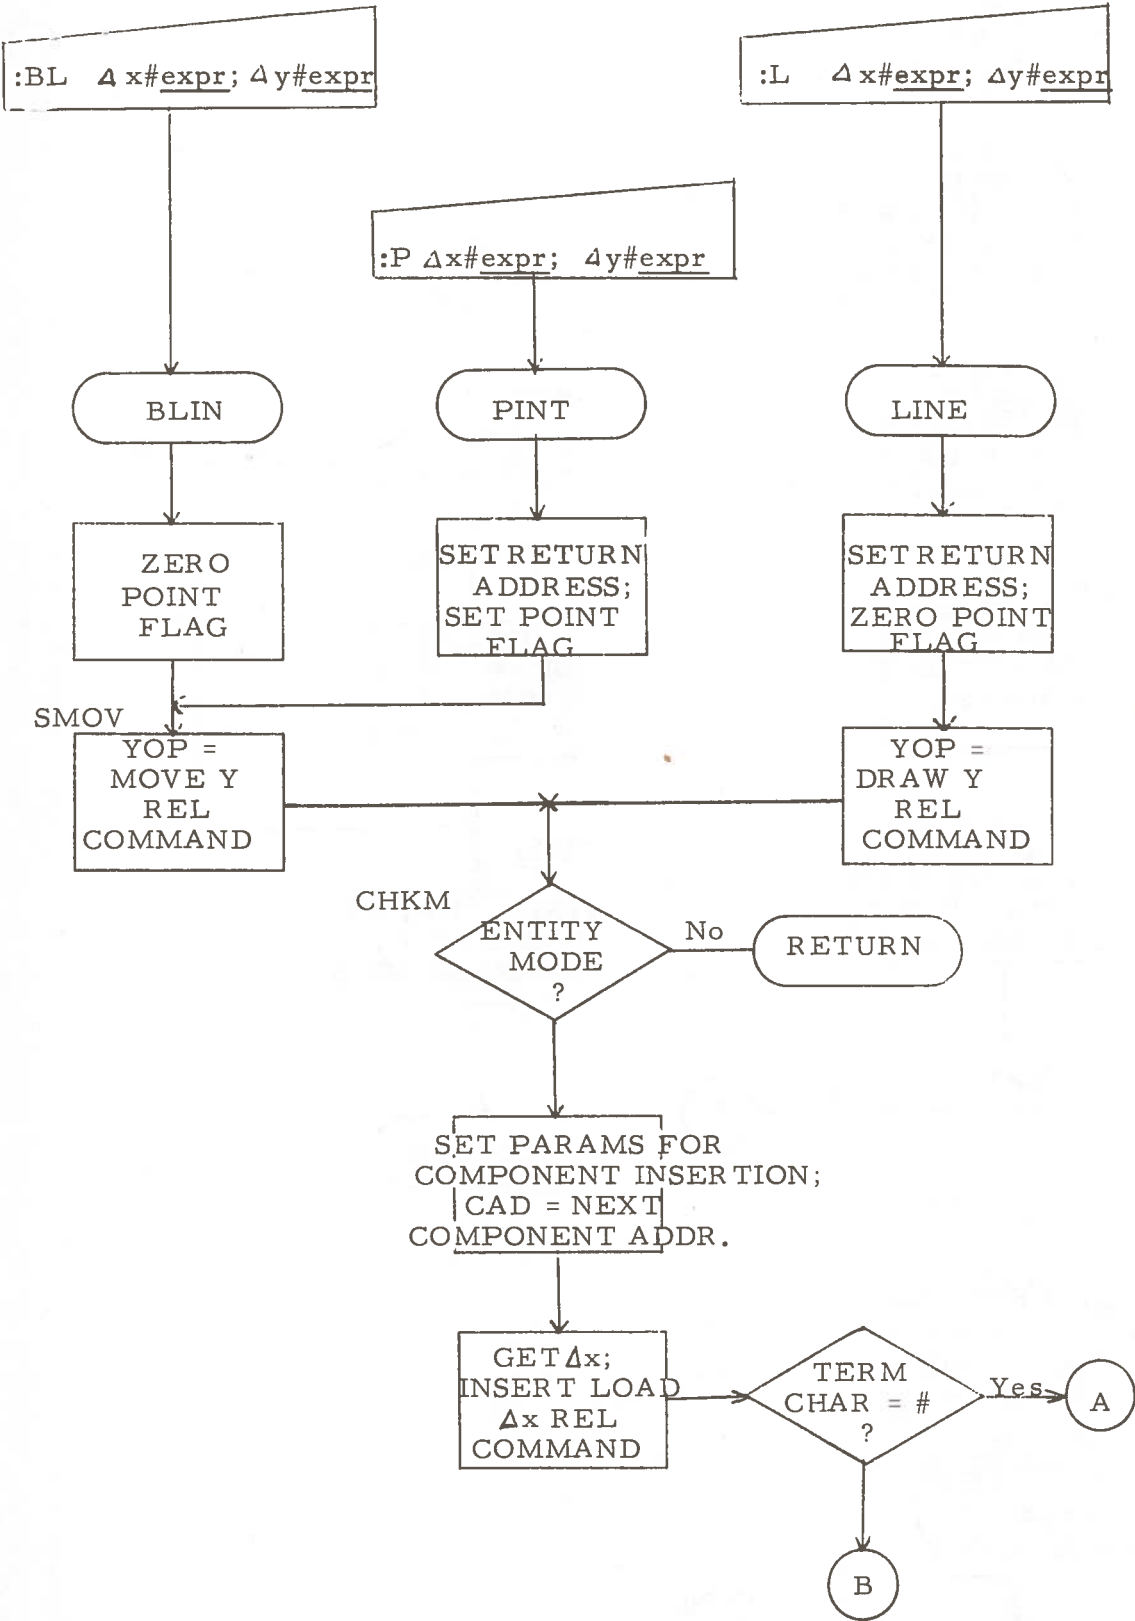 :BL Δx#expr; Δy#expr
:L Δx#expr; Δy#expr
:P Δx#expr; Δy#expr
BLIN
PINT
LINE
ZERO
POINT
FLAG
SET RETURN
ADDRESS;
SET POINT
FLAG
SET RETURN
ADDRESS;
ZERO POINT
FLAG
SMOV
YOP =
MOVE Y
REL
COMMAND
YOP =
DRAW Y
REL
COMMAND
CHKM
ENTITY
MODE
?
No
RETURN
SET PARAMS FOR
COMPONENT INSERTION;
CAD = NEXT
COMPONENT ADDR.
GET Δx;
INSERT LOAD
Δx REL
COMMAND
TERM
CHAR = #
?
Yes
A
B